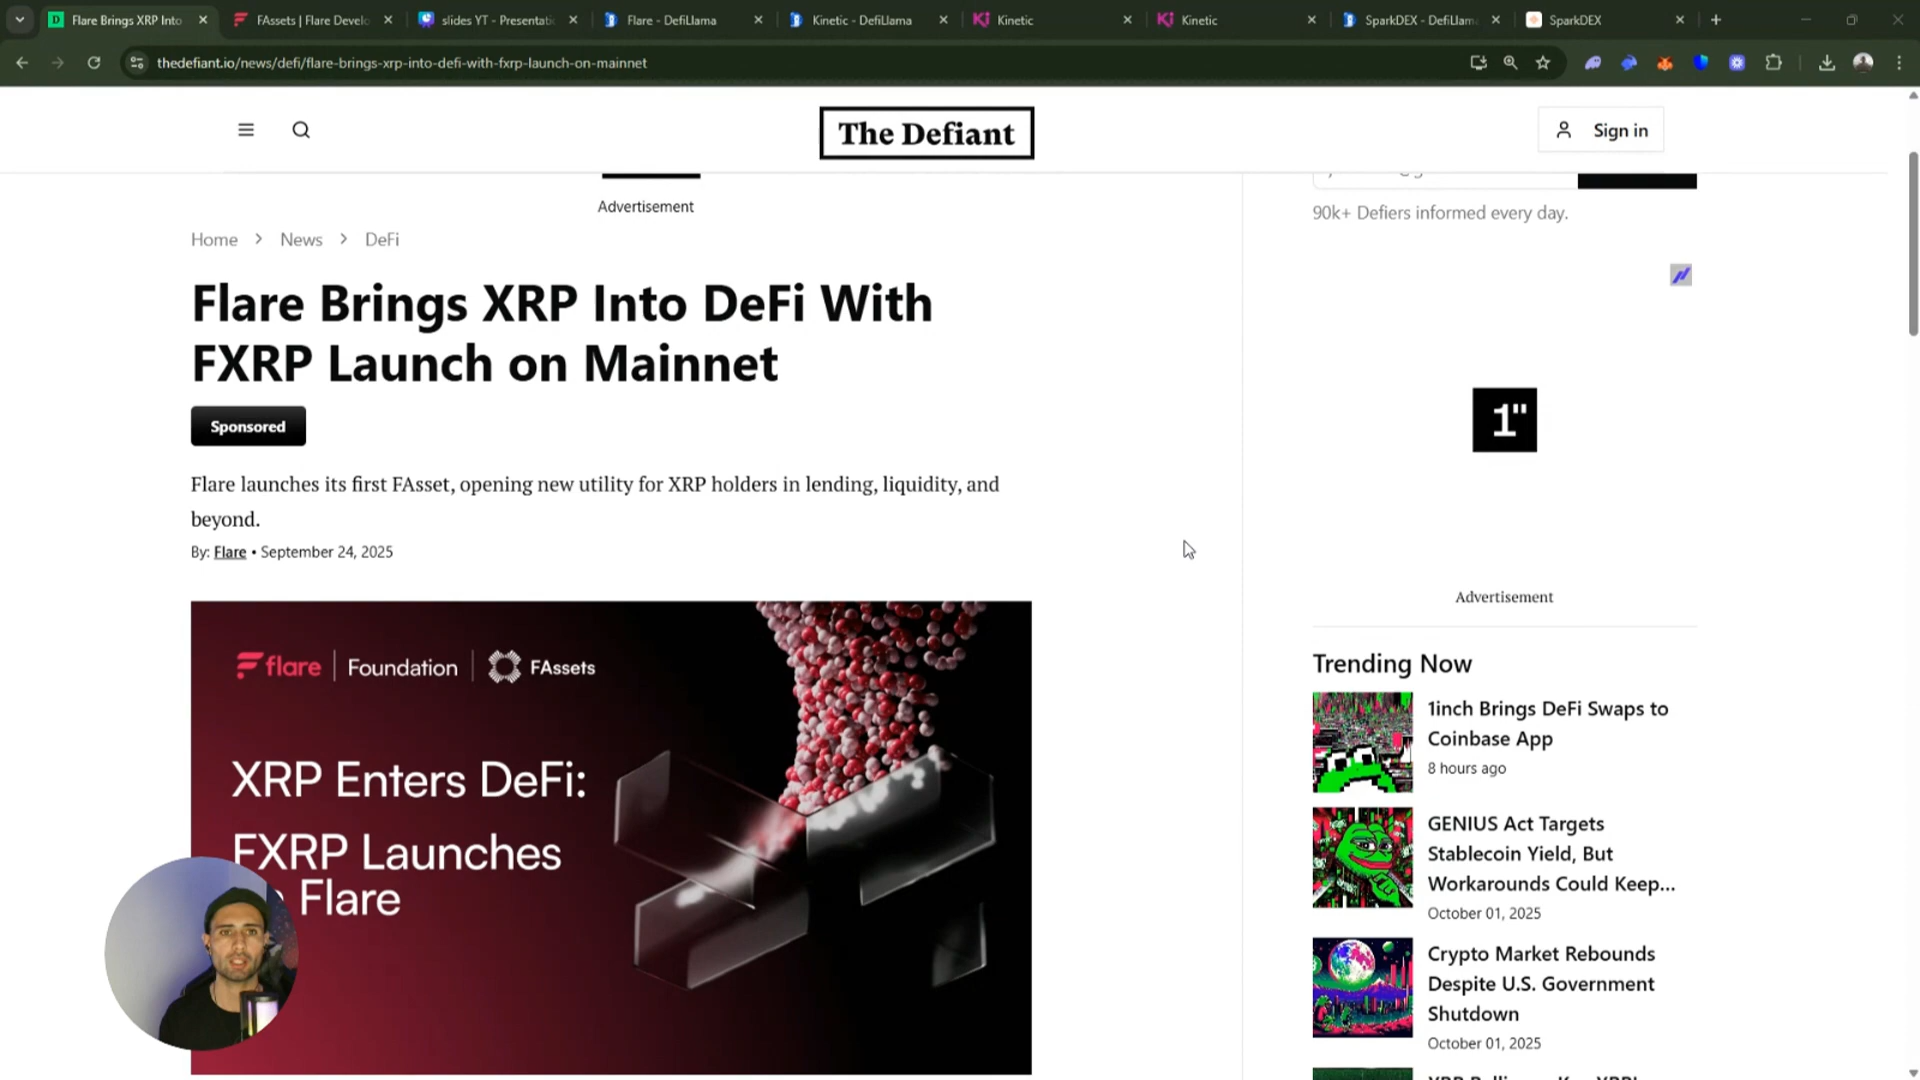 Flare Brings XRP Into
FAssets | Flare Develo
slides YT - Presentati
Flare - DefiLlama
Kinetic - DefiLlama
Kinetic
Kinetic
SparkDEX - DefiLlam
SparkDEX
thedefiant.io/news/defi/flare-brings-xrp-into-defi-with-fxrp-launch-on-mainnet
The Defiant
Sign in
Advertisement
90k+ Defiers informed every day.
Home > News > DeFi
Flare Brings XRP Into DeFi With
FXRP Launch on Mainnet
Sponsored
Flare launches its first FAsset, opening new utility for XRP holders in lending, liquidity, and
beyond.
By: Flare • September 24, 2025
flare | Foundation | FAssets
XRP Enters DeFi:
FXRP Launches
Flare
1"
Advertisement
Trending Now
1inch Brings DeFi Swaps to
Coinbase App
8 hours ago
GENIUS Act Targets
Stablecoin Yield, But
Workarounds Could Keep...
October 01, 2025
Crypto Market Rebounds
Despite U.S. Government
Shutdown
October 01, 2025